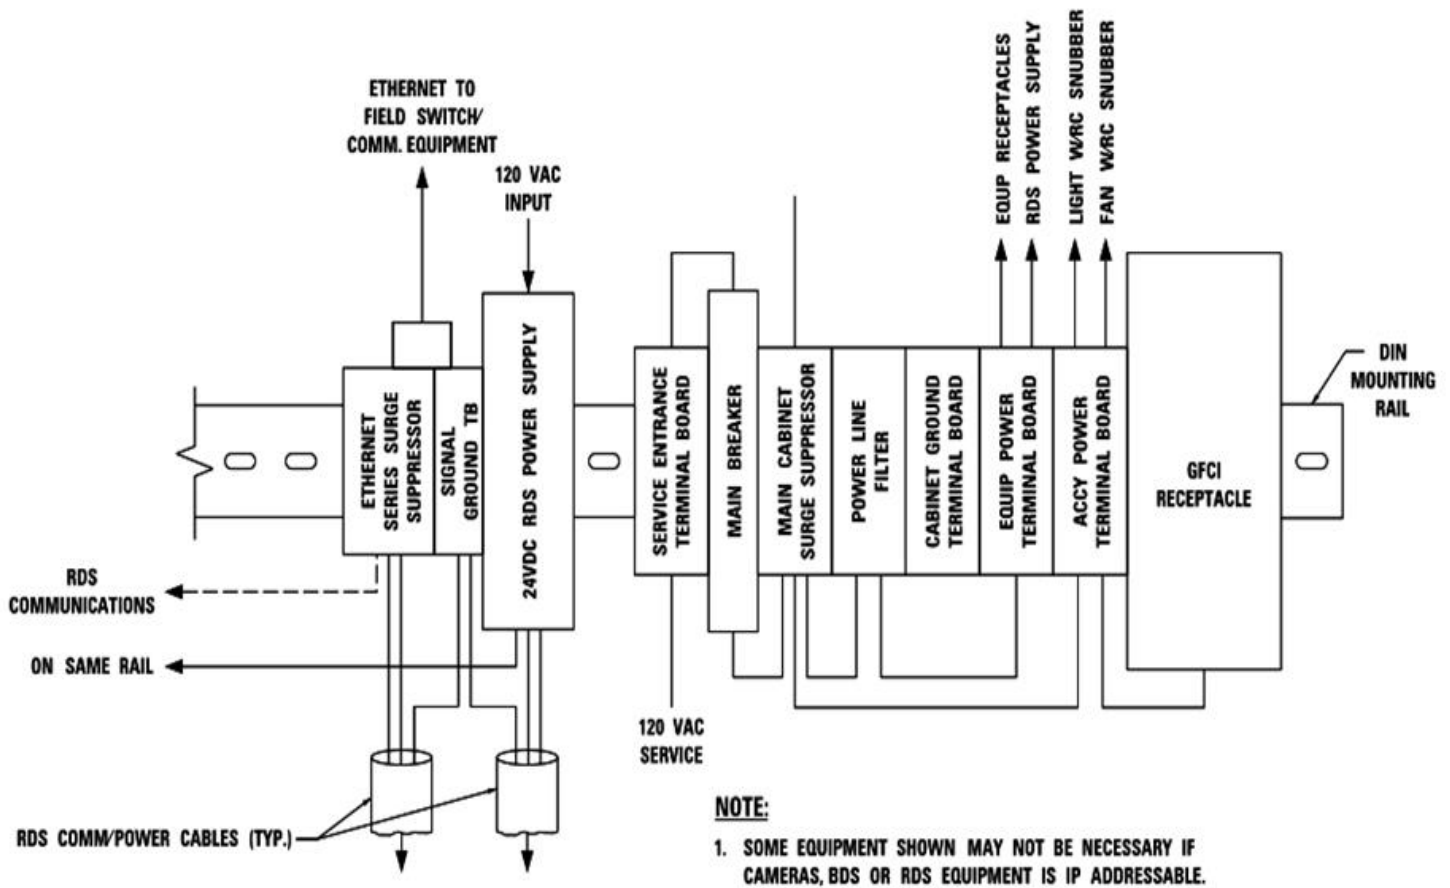 ETHERNET TO
FIELD SWITCH/
COMM. EQUIPMENT
120 VAC
INPUT
EQUP RECEPTACLES
RDS POWER SUPPLY
LIGHT W/RC SNUBBER
FAN W/RC SNUBBER
DIN
MOUNTING
RAIL
ETHERNET
SERIES SURGE
SUPPPRESSOR
SIGNAL
GROUND TB
24VDC RDS POWER SUPPLY
SERVICE ENTRANCE
TERMINAL BOARD
MAIN BREAKER
MAIN CABINET
SURGE SUPPRESSOR
POWER LINE
FILTER
CABINET GROUND
TERMINAL BOARD
EQUIP POWER
TERMINAL BOARD
ACCY POWER
TERMINAL BOARD
GFCI
RECEPTACLE
RDS
COMMUNICATIONS
ON SAME RAIL
120 VAC
SERVICE
RDS COMM/POWER CABLES (TYP.)
NOTE:
1. SOME EQUIPMENT SHOWN MAY NOT BE NECESSARY IF
CAMERAS, BDS OR RDS EQUIPMENT IS IP ADDRESSABLE.